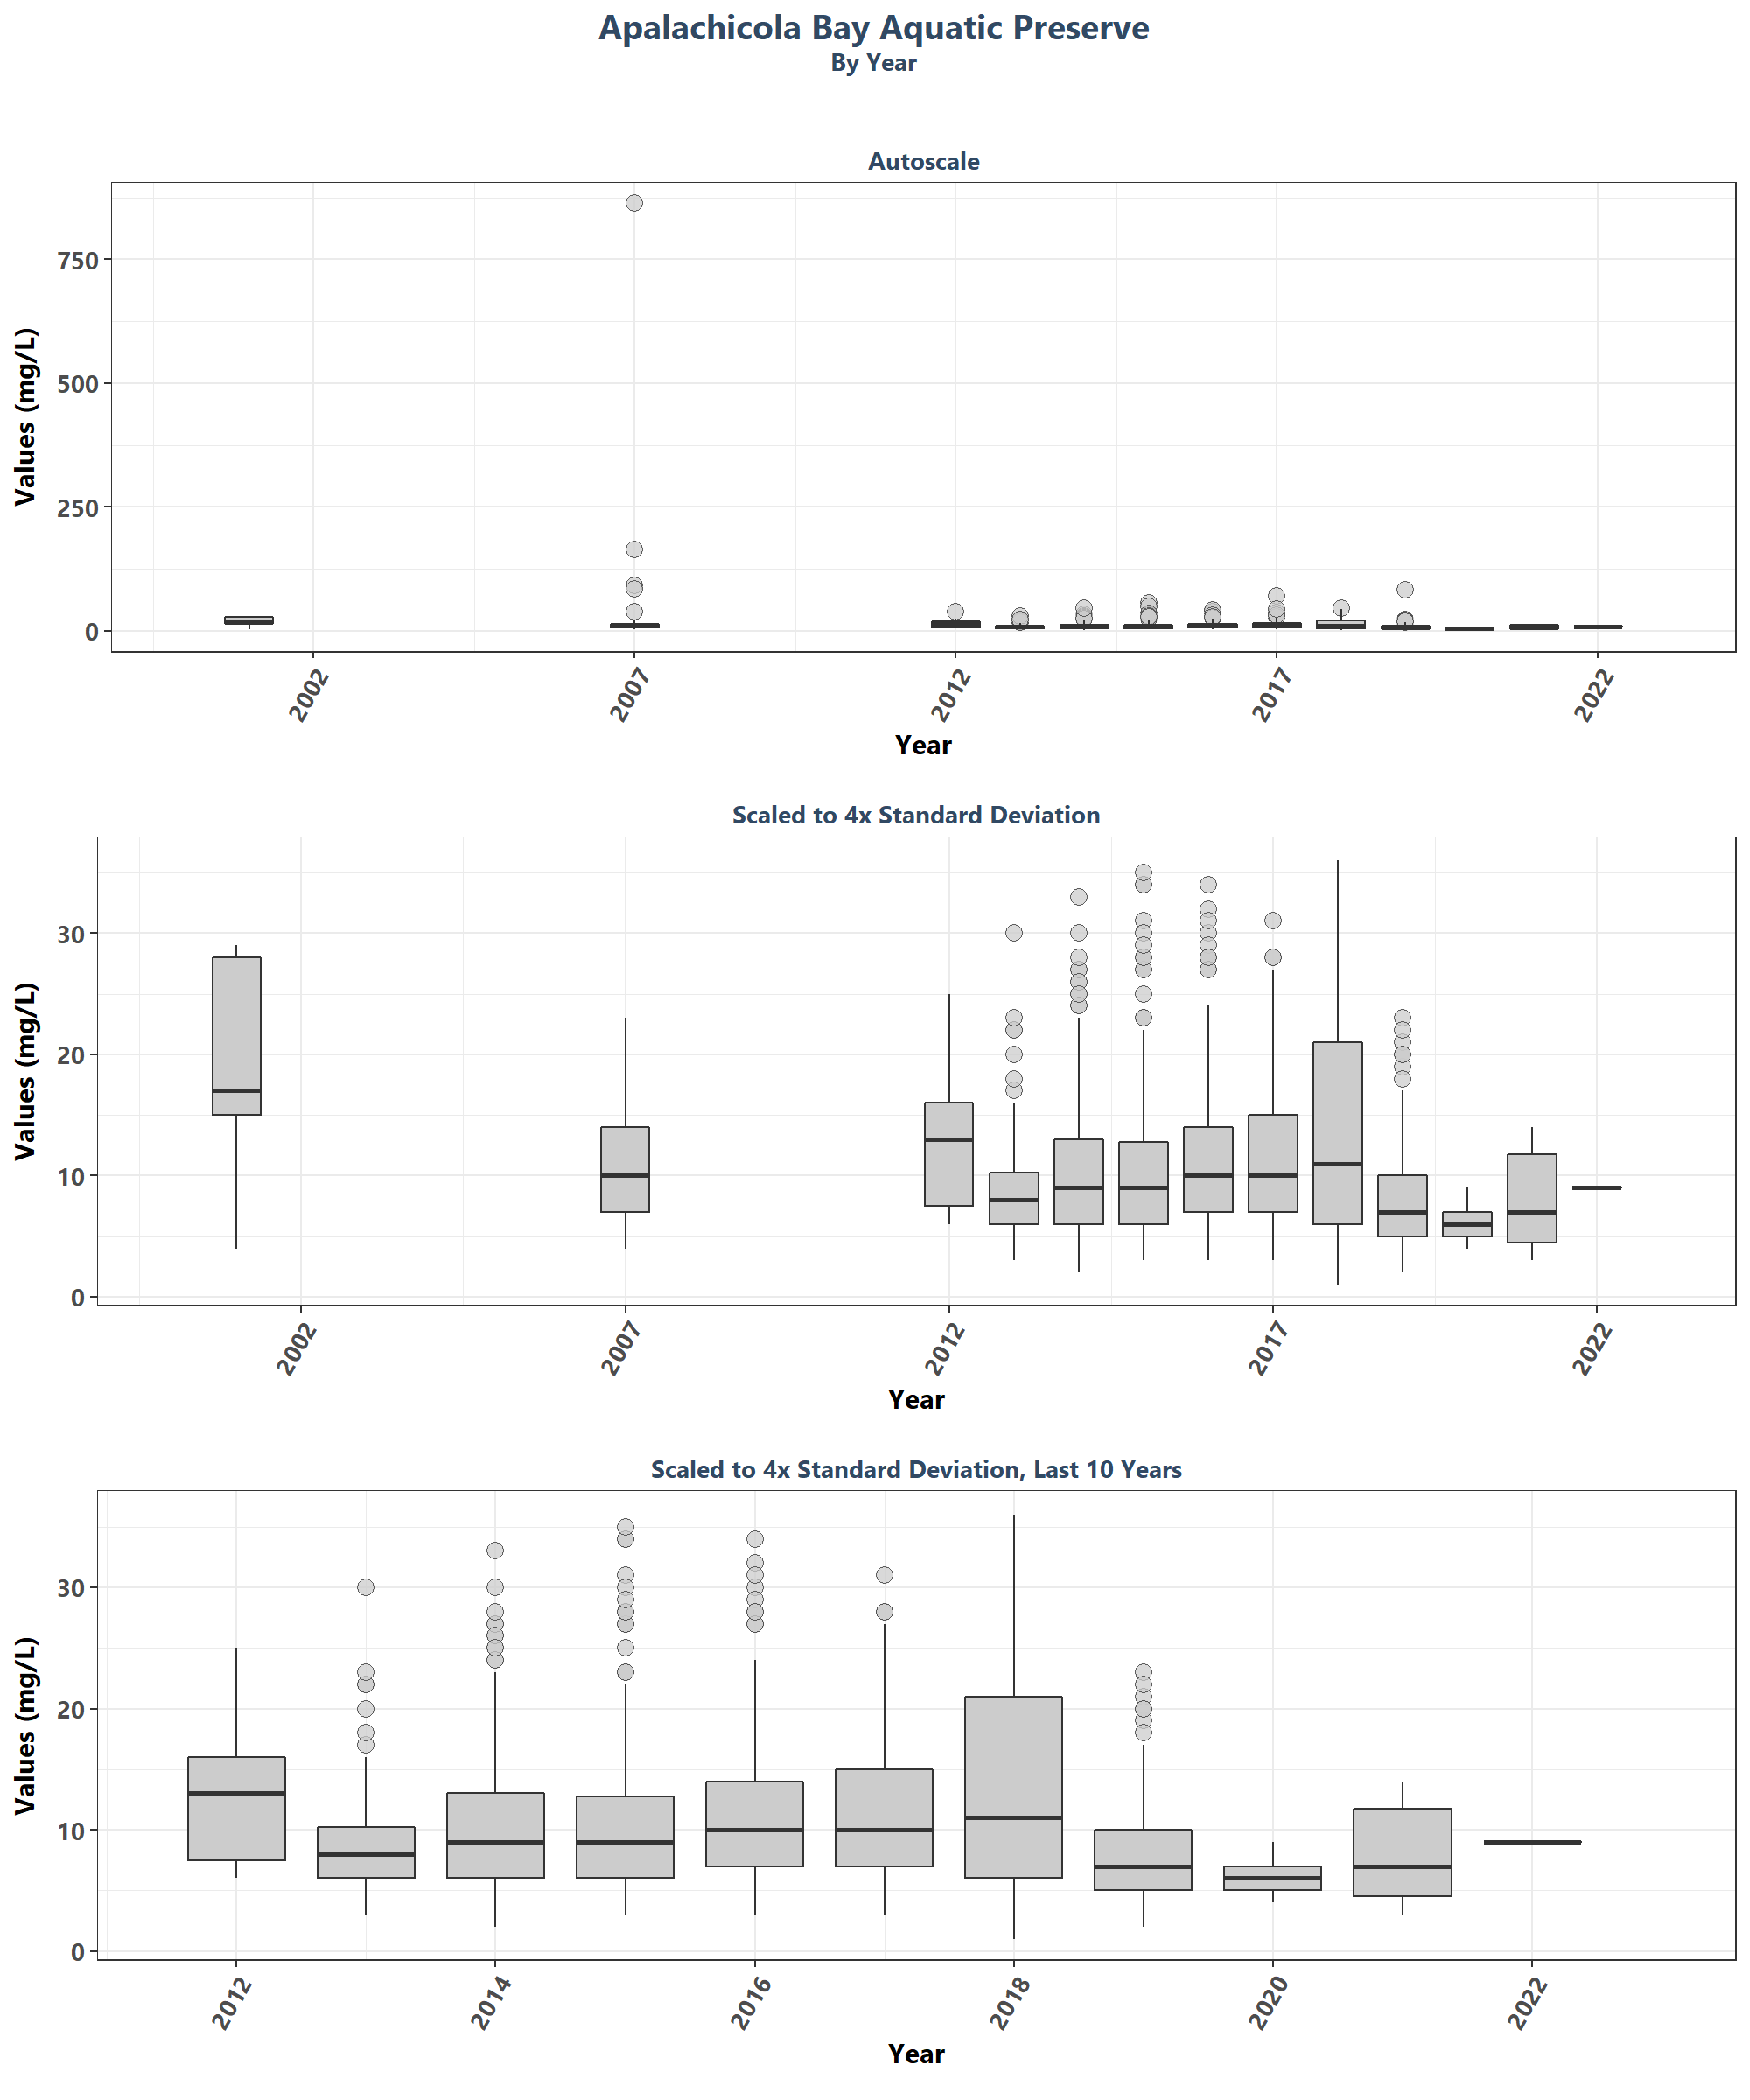 Apalachicola Bay Aquatic Preserve
By Year
Autoscale
Values (mg/L)
750
500
250
0
2002
2007
2012
2017
2022
Year
Scaled to 4x Standard Deviation
Values (mg/L)
30
20
10
0
2002
2007
2012
2017
2022
Year
Scaled to 4x Standard Deviation, Last 10 Years
Values (mg/L)
30
20
10
0
2012
2014
2016
2018
2020
2022
Year